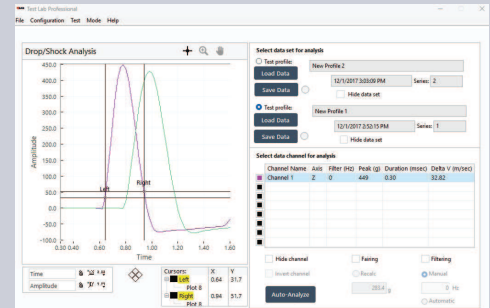 Test Lab Professional
File Configuration Test Mode Help
Drop/Shock Analysis
450.0
400.0
350.0
300.0
250.0
200.0
150.0
100.0
50.0
0.0
-50.0
-100.0
Amplitude
Left
Right
0.30 0.40 0.60 0.80 1.00 1.20 1.40 1.60
Time
Time
Amplitude
Cursors: X Y
Left 0.64 31.7
Plot 8
Right 0.94 51.7
Plot 8
Select data set for analysis
Test profile: New Profile 2
Load Data
12/1/2017 3:03:09 PM Series: 2
Save Data
Hide data set
Test profile: New Profile 1
Load Data
12/1/2017 2:52:15 PM Series: 1
Save Data
Hide data set
Select data channel for analysis
Channel Name Axis Filter (Hz) Peak (g) Duration (msec) Delta V (m/sec)
Channel 1 Z 0 449 0.30 32.82
Hide channel Fairing Filtering
Invert channel Recalc Manual
g 0 Hz
Auto-Analyze
Automatic